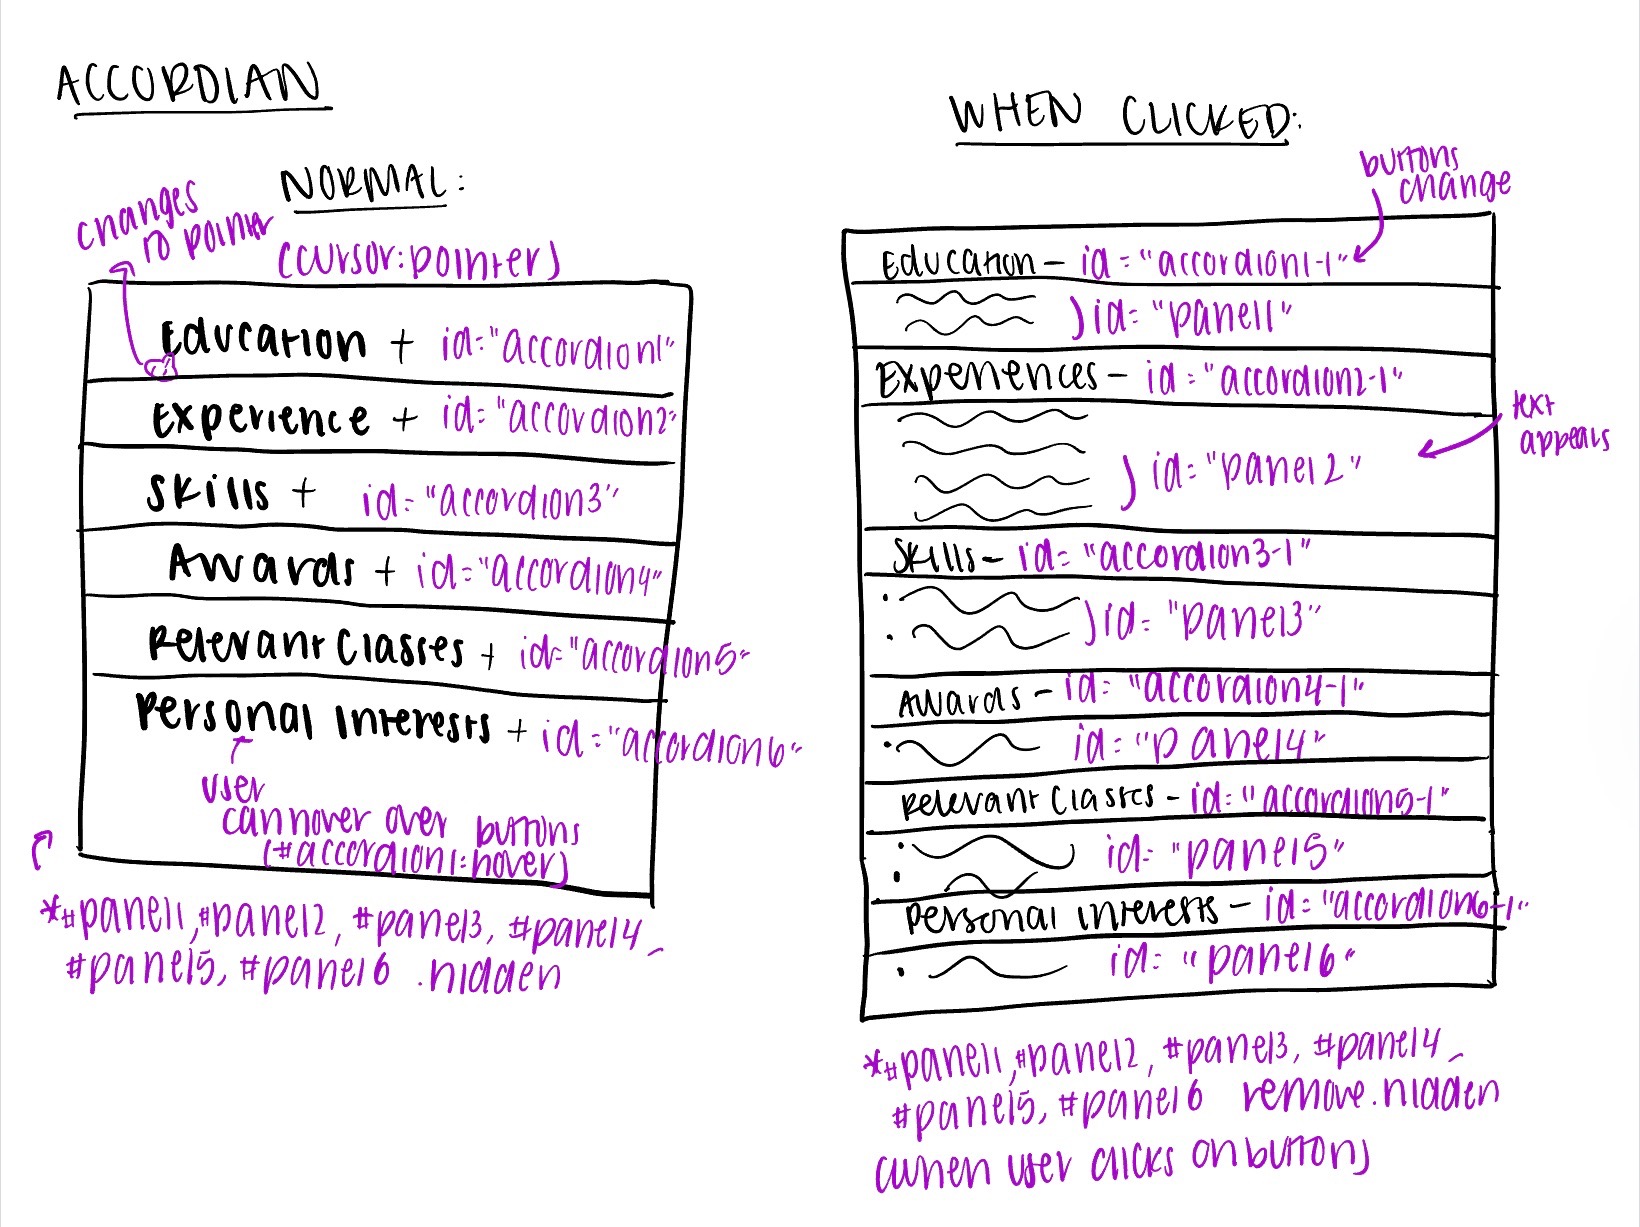 ACCORDIAN
NORMAL:
changes
to pointer
(cursor:pointer)
Education + id="accordion1"
Experience + id="accordion2"
Skills + id="accordion3"
Awards + id="accordion4"
Relevant Classes + id="accordion5"
Personal Interests + id="accordion6"
user
can hover over buttons
(#accordion1:hover)
*#panel1, #panel2, #panel3, #panel4,
#panel5, #panel6 .hidden
WHEN CLICKED:
buttons
change
Education - id="accordion1-1"
) id="panel1"
Experiences - id="accordion2-1"
text
appears
) id="panel2"
Skills - id="accordion3-1"
) id="panel3"
Awards - id="accordion4-1"
id="panel4"
Relevant Classes - id="accordion5-1"
id="panel5"
Personal Interests - id="accordion6-1"
id="panel6"
*#panel1, #panel2, #panel3, #panel4,
#panel5, #panel6 remove .hidden
(when user clicks on button)